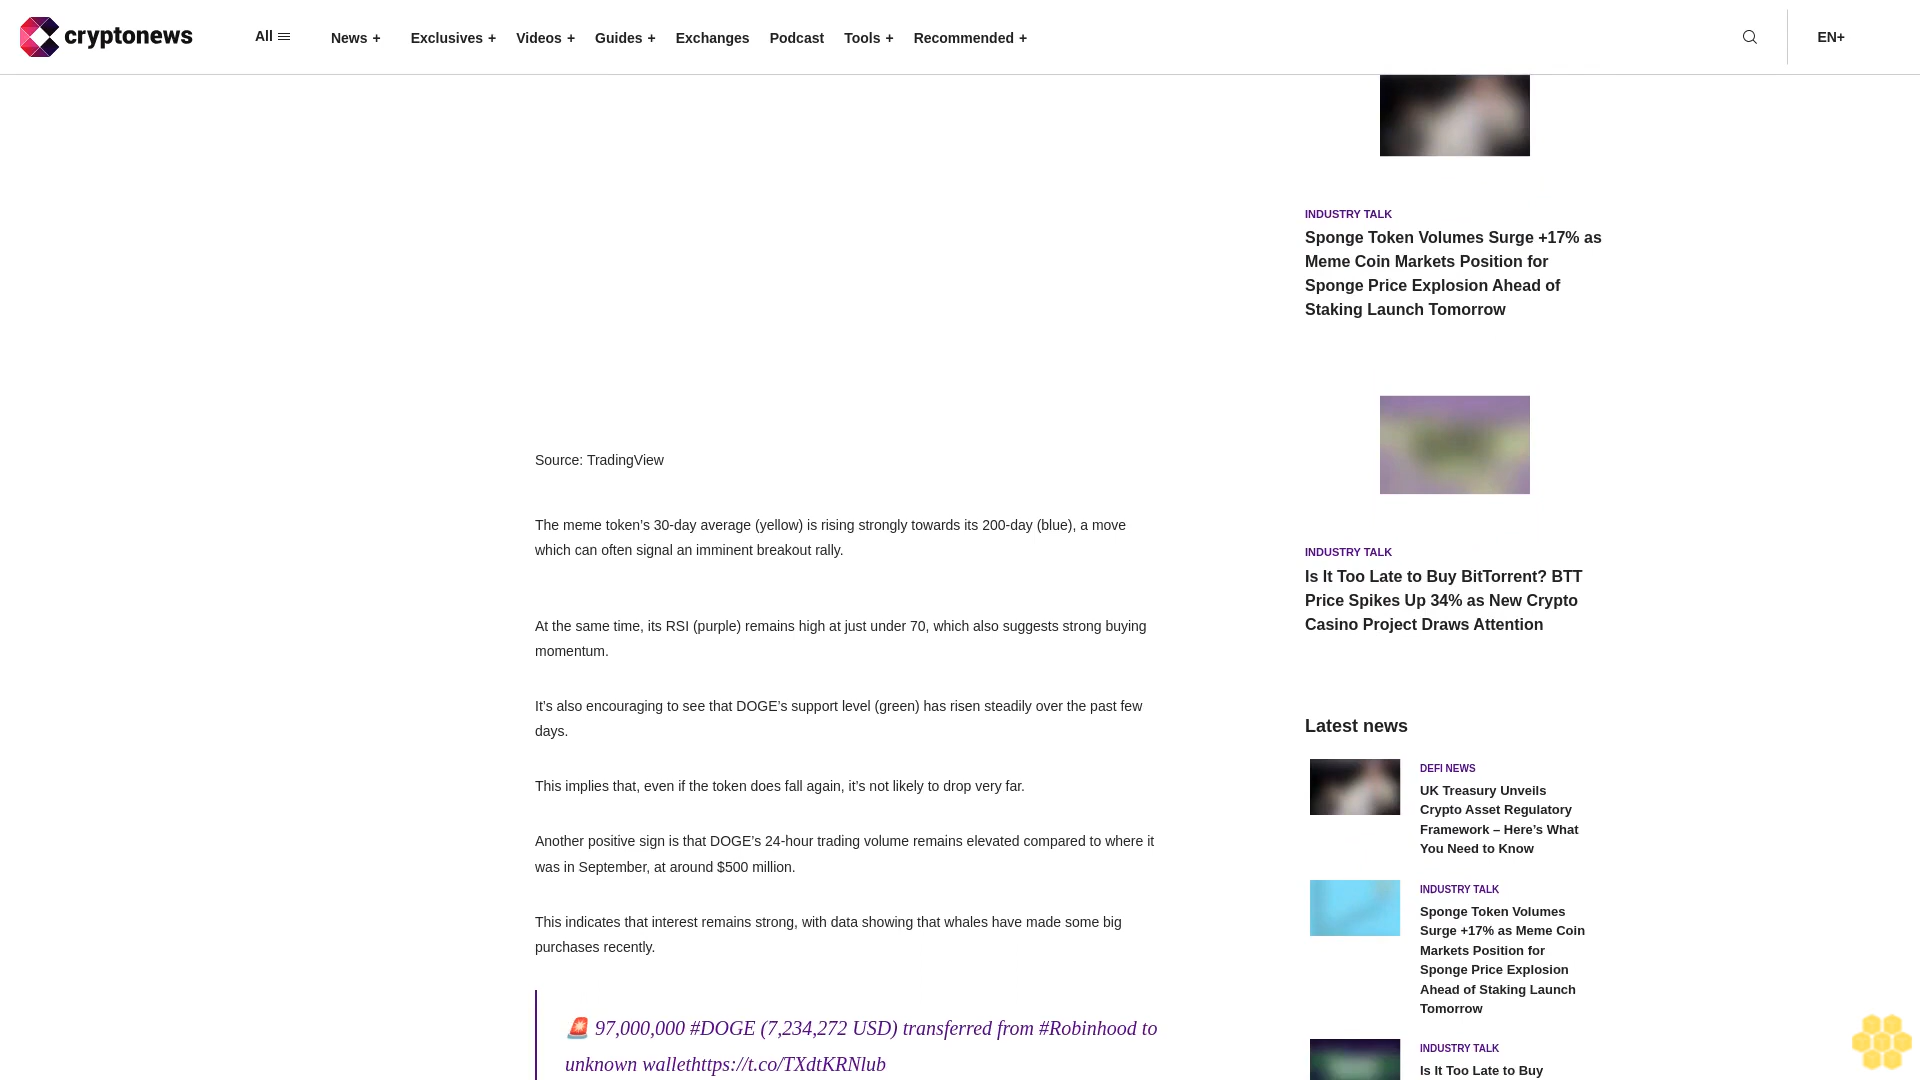 cryptonews
All
News +
Exclusives +
Videos +
Guides +
Exchanges
Podcast
Tools +
Recommended +
EN+
Source: TradingView
The meme token’s 30-day average (yellow) is rising strongly towards its 200-day (blue), a move
which can often signal an imminent breakout rally.
At the same time, its RSI (purple) remains high at just under 70, which also suggests strong buying
momentum.
It’s also encouraging to see that DOGE’s support level (green) has risen steadily over the past few
days.
This implies that, even if the token does fall again, it’s not likely to drop very far.
Another positive sign is that DOGE’s 24-hour trading volume remains elevated compared to where it
was in September, at around $500 million.
This indicates that interest remains strong, with data showing that whales have made some big
purchases recently.
🚨 97,000,000 #DOGE (7,234,272 USD) transferred from #Robinhood to
unknown wallethttps://t.co/TXdtKRNlub
INDUSTRY TALK
Sponge Token Volumes Surge +17% as
Meme Coin Markets Position for
Sponge Price Explosion Ahead of
Staking Launch Tomorrow
INDUSTRY TALK
Is It Too Late to Buy BitTorrent? BTT
Price Spikes Up 34% as New Crypto
Casino Project Draws Attention
Latest news
DEFI NEWS
UK Treasury Unveils
Crypto Asset Regulatory
Framework – Here’s What
You Need to Know
INDUSTRY TALK
Sponge Token Volumes
Surge +17% as Meme Coin
Markets Position for
Sponge Price Explosion
Ahead of Staking Launch
Tomorrow
INDUSTRY TALK
Is It Too Late to Buy